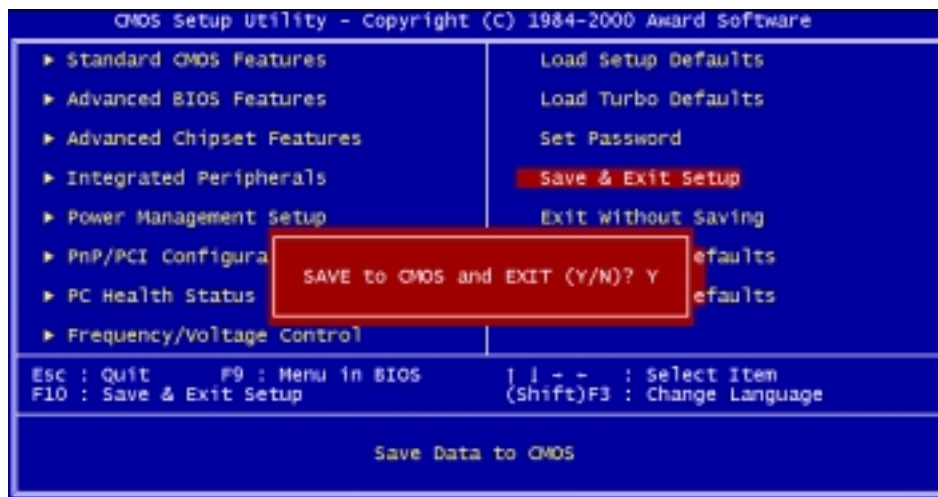 CMOS Setup Utility - Copyright (C) 1984-2000 Award Software
▶ Standard CMOS Features
▶ Advanced BIOS Features
▶ Advanced Chipset Features
▶ Integrated Peripherals
▶ Power Management Setup
▶ PnP/PCI Configura
▶ PC Health Status
▶ Frequency/Voltage Control
Load Setup Defaults
Load Turbo Defaults
Set Password
Save & Exit Setup
Exit Without Saving
efaults
efaults
SAVE to CMOS and EXIT (Y/N)? Y
Esc : Quit F9 : Menu in BIOS ↑ ↓ → ← : Select Item
F10 : Save & Exit Setup (Shift)F3 : Change Language
Save Data to CMOS